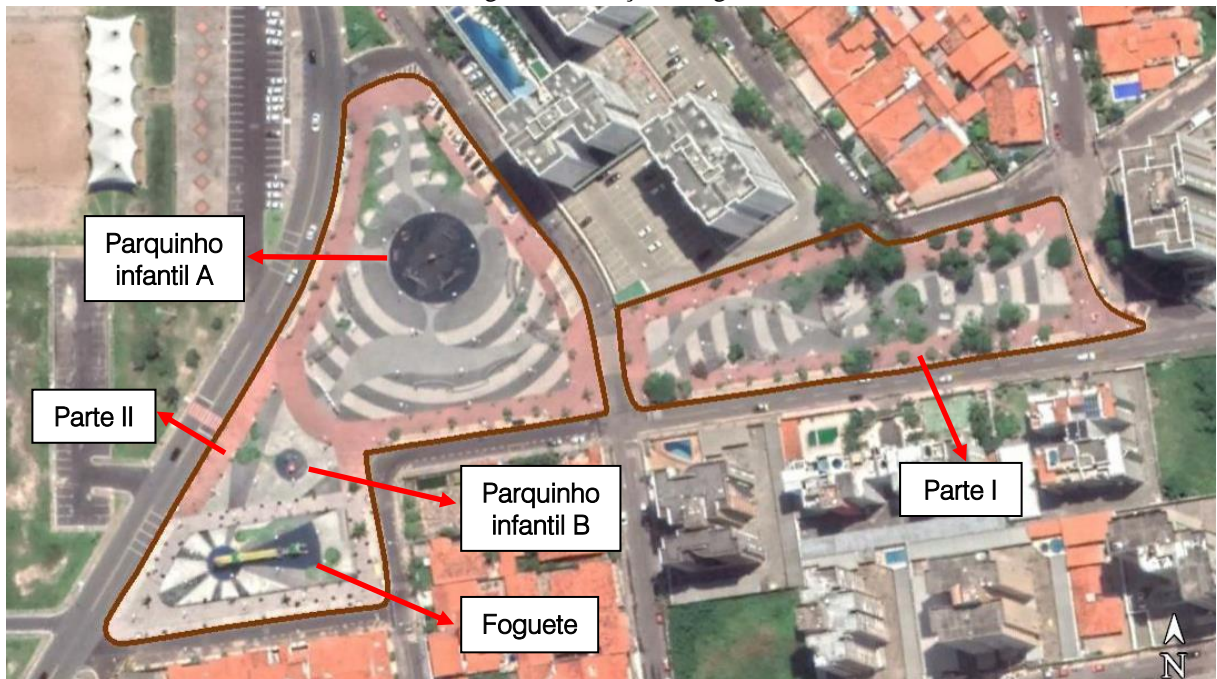 Parquinho
infantil A
Parte II
Parquinho
infantil B
Parte I
Foguete
N